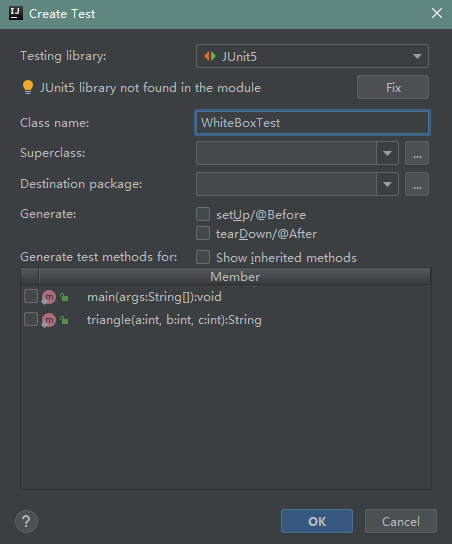 Create Test
Testing library: JUnit5
JUnit5 library not found in the module Fix
Class name: WhiteBoxTest
Superclass: ...
Destination package: ...
Generate: setUp/@Before
tearDown/@After
Generate test methods for: Show inherited methods
Member
m main(args:String[]):void
m triangle(a:int, b:int, c:int):String
? OK Cancel